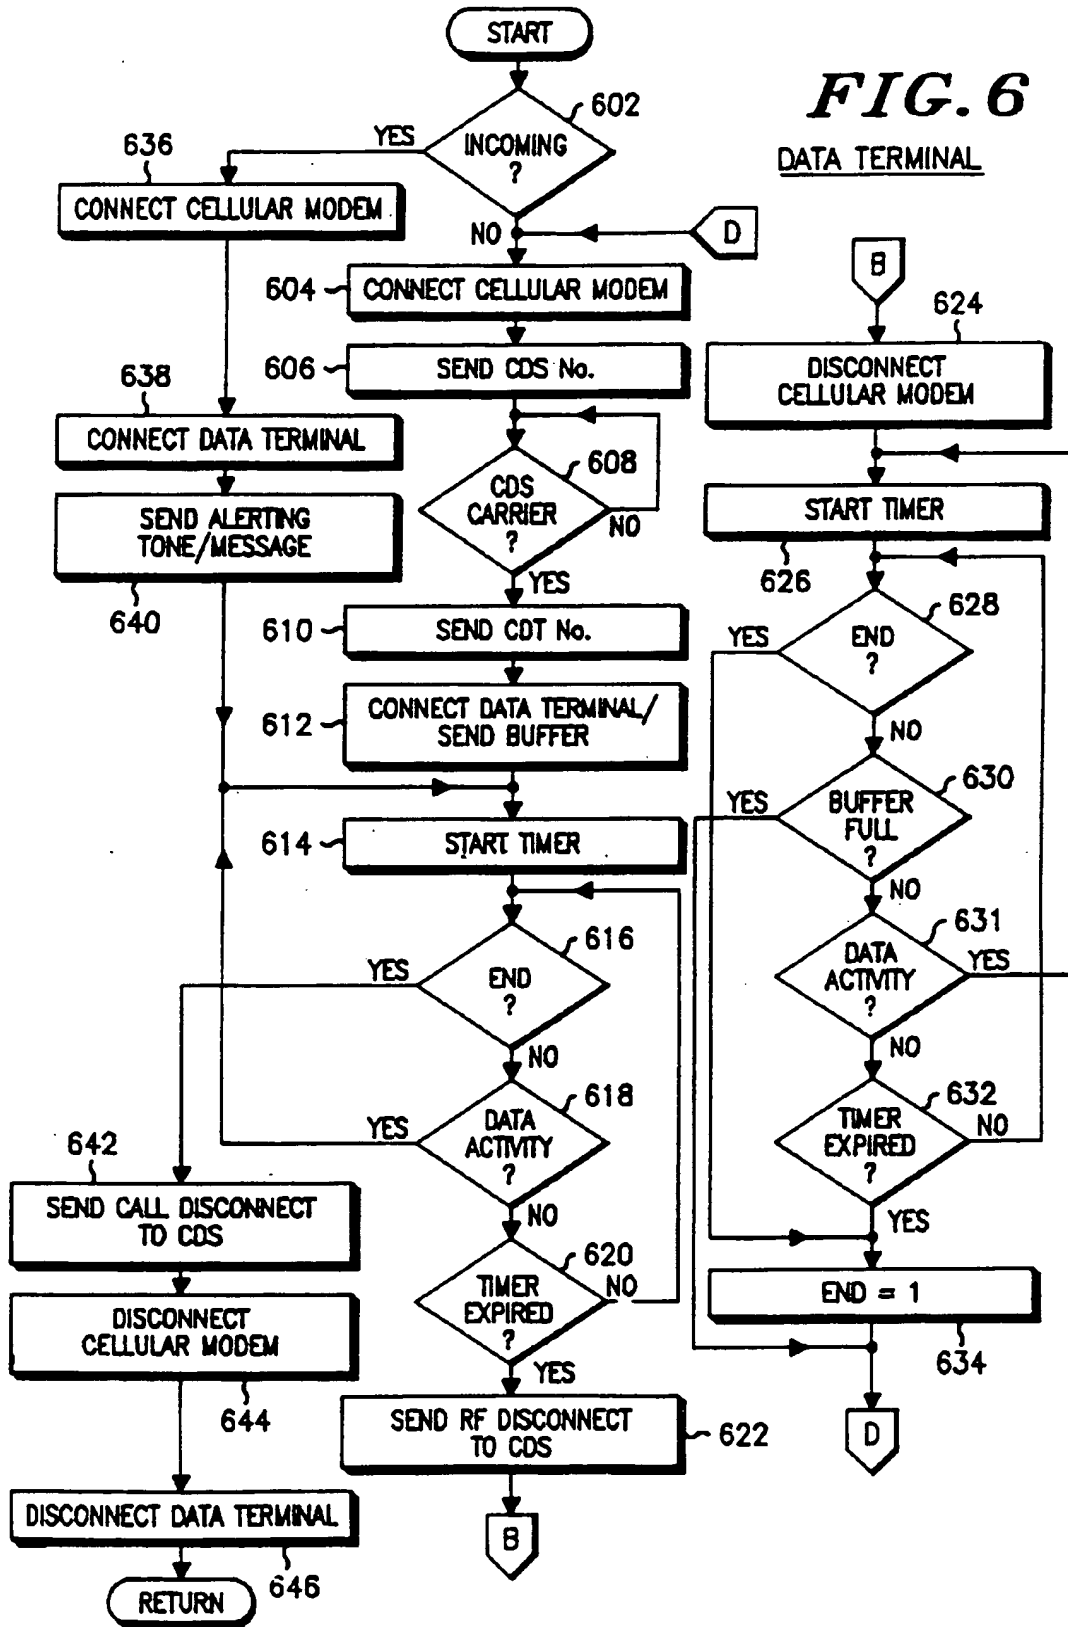 START
FIG. 6
DATA TERMINAL
602
INCOMING
?
YES
NO
D
636
CONNECT CELLULAR MODEM
604
CONNECT CELLULAR MODEM
606
SEND CDS No.
638
CONNECT DATA TERMINAL
608
CDS
CARRIER
?
NO
YES
SEND ALERTING
TONE/MESSAGE
640
610
SEND CDT No.
612
CONNECT DATA TERMINAL/
SEND BUFFER
614
START TIMER
616
END
?
YES
NO
618
DATA
ACTIVITY
?
YES
NO
620
TIMER
EXPIRED
?
NO
YES
SEND RF DISCONNECT
TO CDS
622
B
642
SEND CALL DISCONNECT
TO CDS
DISCONNECT
CELLULAR MODEM
644
DISCONNECT DATA TERMINAL
646
RETURN
B
624
DISCONNECT
CELLULAR MODEM
START TIMER
626
628
END
?
YES
NO
630
BUFFER
FULL
?
YES
NO
631
DATA
ACTIVITY
?
YES
NO
632
TIMER
EXPIRED
?
NO
YES
END = 1
634
D